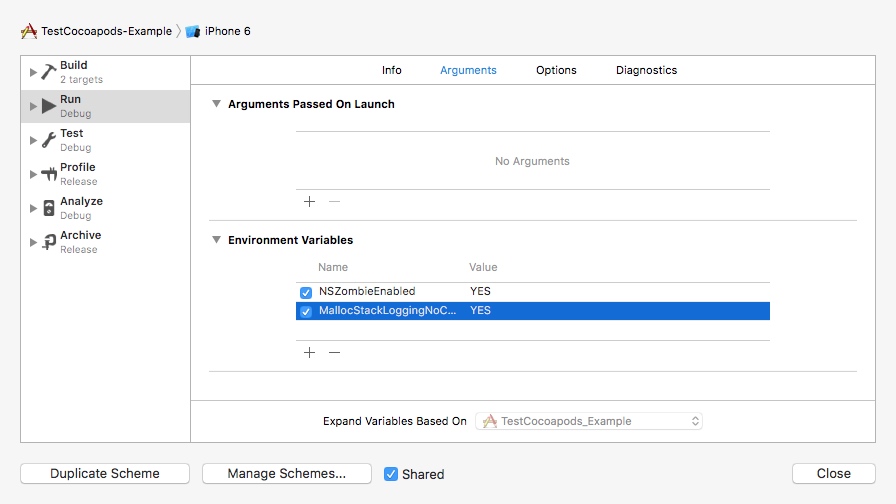 TestCocoapods-Example iPhone 6
Build
2 targets
Run
Debug
Test
Debug
Profile
Release
Analyze
Debug
Archive
Release
Info Arguments Options Diagnostics
Arguments Passed On Launch
No Arguments
Environment Variables
Name Value
NSZombieEnabled YES
MallocStackLoggingNoC... YES
Expand Variables Based On TestCocoapods_Example
Duplicate Scheme Manage Schemes... Shared Close